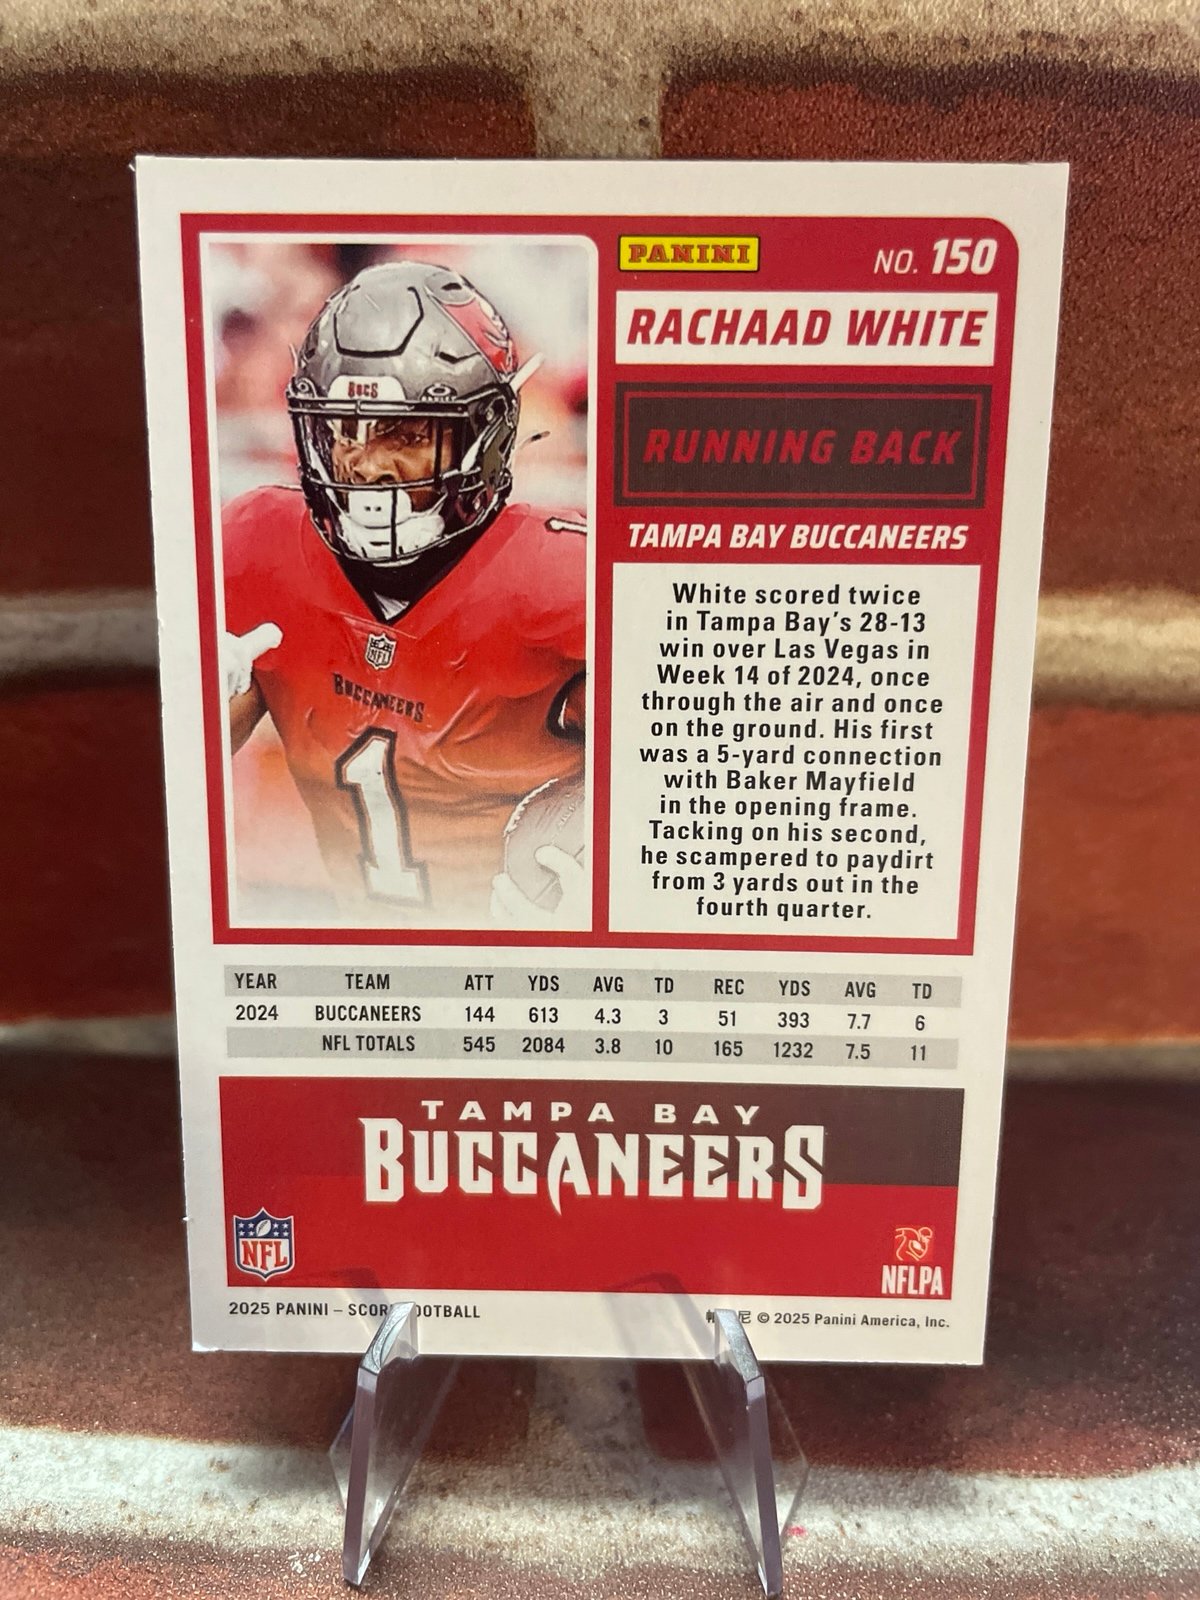 PANINI
NO. 150
RACHAAD WHITE
RUNNING BACK
TAMPA BAY BUCCANEERS
White scored twice
in Tampa Bay's 28-13
win over Las Vegas in
Week 14 of 2024, once
through the air and once
on the ground. His first
was a 5-yard connection
with Baker Mayfield
in the opening frame.
Tacking on his second,
he scampered to paydirt
from 3 yards out in the
fourth quarter.
BUCS
NFL
BUCCANEERS
1
YEAR TEAM ATT YDS AVG TD REC YDS AVG TD
2024 BUCCANEERS 144 613 4.3 3 51 393 7.7 6
NFL TOTALS 545 2084 3.8 10 165 1232 7.5 11
TAMPA BAY
BUCCANEERS
NFL
NFLPA
2025 PANINI –
© 2025 Panini America, Inc.